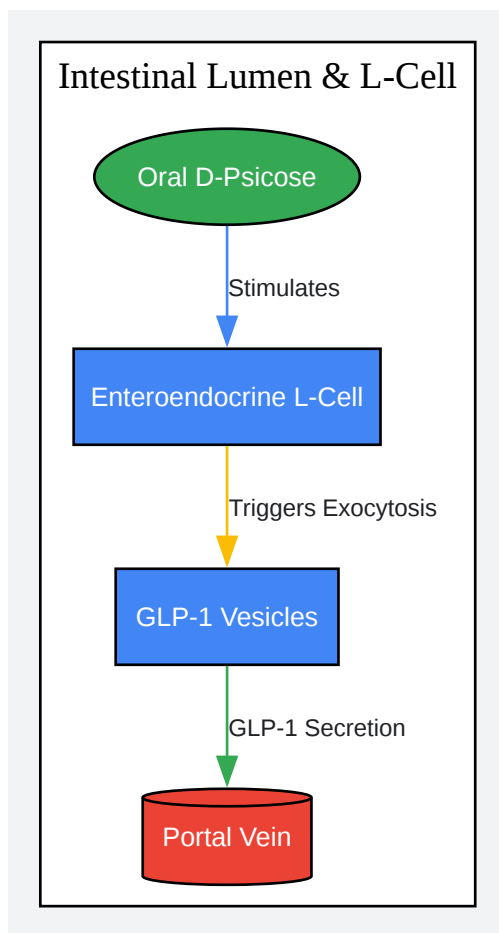 Intestinal Lumen & L-Cell
Oral D-Psicose
Stimulates
Enteroendocrine L-Cell
Triggers Exocytosis
GLP-1 Vesicles
GLP-1 Secretion
Portal Vein